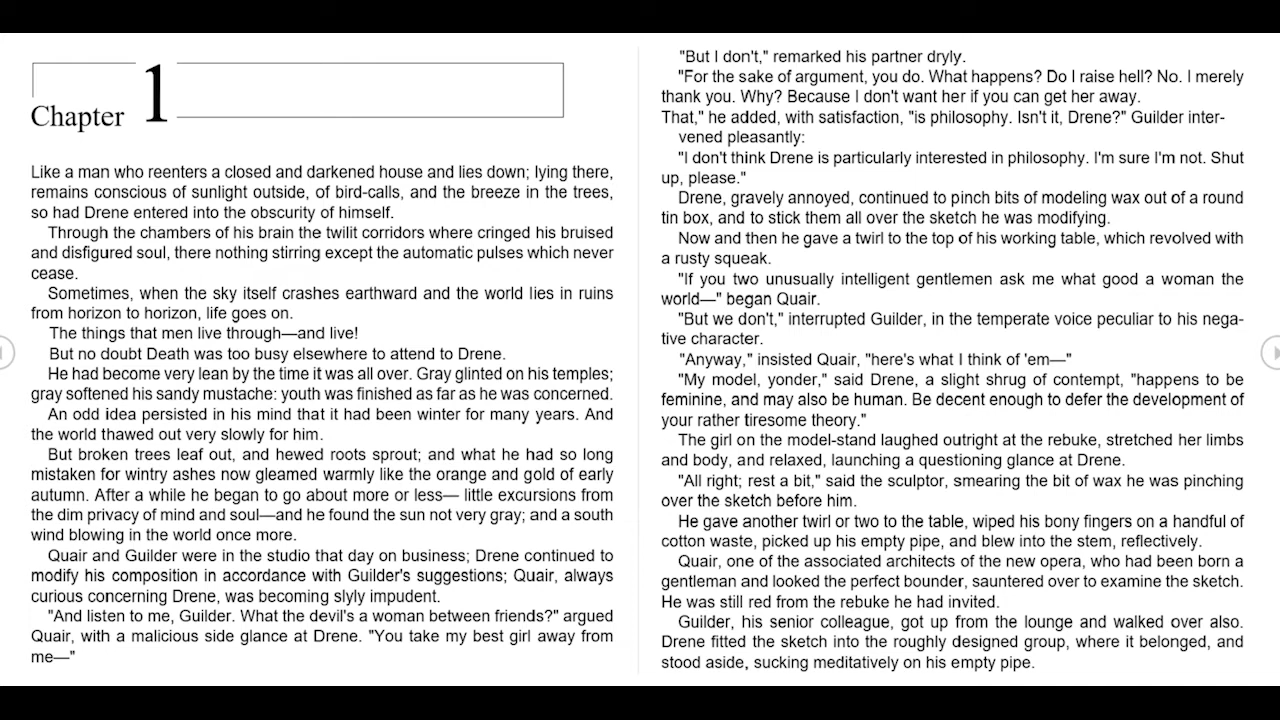 Chapter 1
Like a man who reenters a closed and darkened house and lies down; lying there,
remains conscious of sunlight outside, of bird-calls, and the breeze in the trees,
so had Drene entered into the obscurity of himself.
Through the chambers of his brain the twilit corridors where cringed his bruised
and disfigured soul, there nothing stirring except the automatic pulses which never
cease.
Sometimes, when the sky itself crashes earthward and the world lies in ruins
from horizon to horizon, life goes on.
The things that men live through—and live!
But no doubt Death was too busy elsewhere to attend to Drene.
He had become very lean by the time it was all over. Gray glinted on his temples;
gray softened his sandy mustache: youth was finished as far as he was concerned.
An odd idea persisted in his mind that it had been winter for many years. And
the world thawed out very slowly for him.
But broken trees leaf out, and hewed roots sprout; and what he had so long
mistaken for wintry ashes now gleamed warmly like the orange and gold of early
autumn. After a while he began to go about more or less— little excursions from
the dim privacy of mind and soul—and he found the sun not very gray; and a south
wind blowing in the world once more.
Quair and Guilder were in the studio that day on business; Drene continued to
modify his composition in accordance with Guilder's suggestions; Quair, always
curious concerning Drene, was becoming slyly impudent.
"And listen to me, Guilder. What the devil's a woman between friends?" argued
Quair, with a malicious side glance at Drene. "You take my best girl away from
me—"
"But I don't," remarked his partner dryly.
"For the sake of argument, you do. What happens? Do I raise hell? No. I merely
thank you. Why? Because I don't want her if you can get her away.
That," he added, with satisfaction, "is philosophy. Isn't it, Drene?" Guilder inter-
vened pleasantly:
"I don't think Drene is particularly interested in philosophy. I'm sure I'm not. Shut
up, please."
Drene, gravely annoyed, continued to pinch bits of modeling wax out of a round
tin box, and to stick them all over the sketch he was modifying.
Now and then he gave a twirl to the top of his working table, which revolved with
a rusty squeak.
"If you two unusually intelligent gentlemen ask me what good a woman the
world—" began Quair.
"But we don't," interrupted Guilder, in the temperate voice peculiar to his nega-
tive character.
"Anyway," insisted Quair, "here's what I think of 'em—"
"My model, yonder," said Drene, a slight shrug of contempt, "happens to be
feminine, and may also be human. Be decent enough to defer the development of
your rather tiresome theory."
The girl on the model-stand laughed outright at the rebuke, stretched her limbs
and body, and relaxed, launching a questioning glance at Drene.
"All right; rest a bit," said the sculptor, smearing the bit of wax he was pinching
over the sketch before him.
He gave another twirl or two to the table, wiped his bony fingers on a handful of
cotton waste, picked up his empty pipe, and blew into the stem, reflectively.
Quair, one of the associated architects of the new opera, who had been born a
gentleman and looked the perfect bounder, sauntered over to examine the sketch.
He was still red from the rebuke he had invited.
Guilder, his senior colleague, got up from the lounge and walked over also.
Drene fitted the sketch into the roughly designed group, where it belonged, and
stood aside, sucking meditatively on his empty pipe.